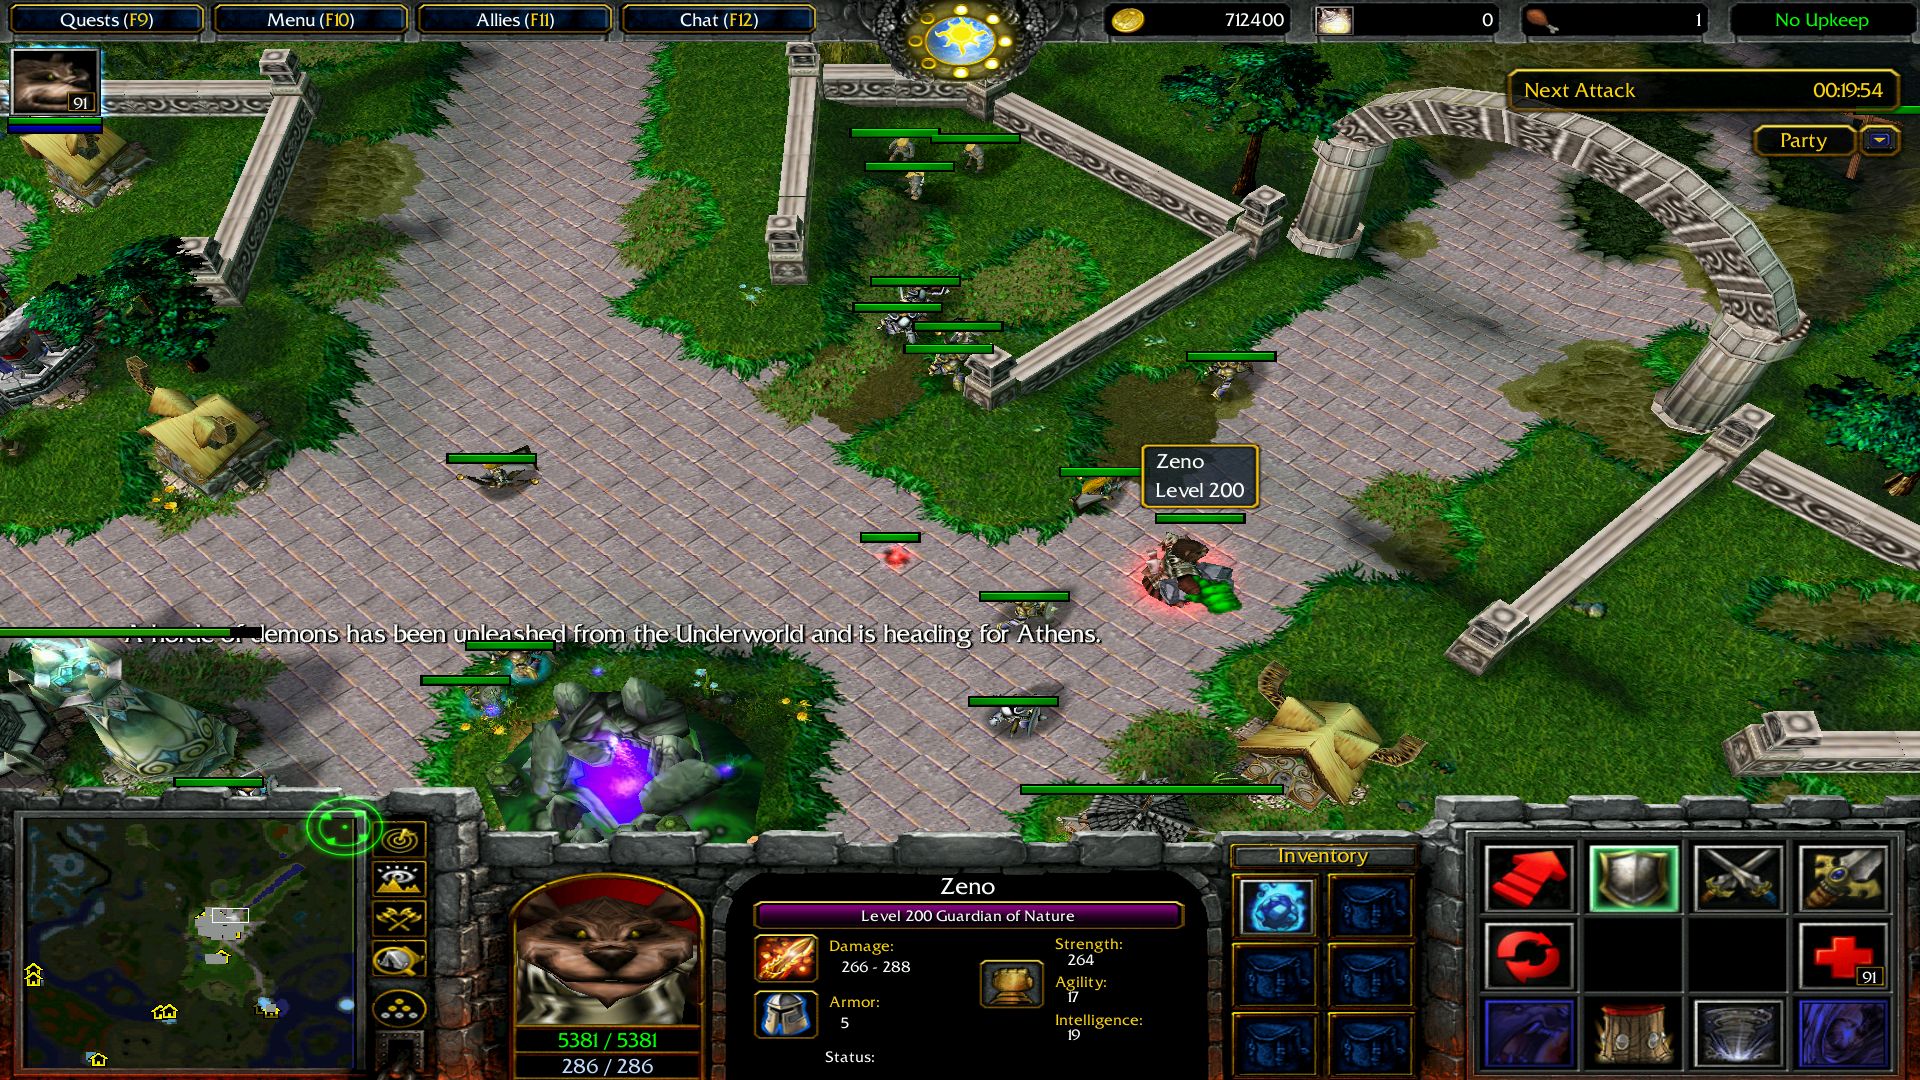 Quests (F9)
Menu (F10)
Allies (F11)
Chat (F12)
712400
0
1
No Upkeep
91
Next Attack 00:19:54
Party
Zeno
Level 200
A horde of demons has been unleashed from the Underworld and is heading for Athens.
Zeno
Level 200 Guardian of Nature
Damage:
266 - 288
Armor:
5
Strength:
264
Agility:
17
Intelligence:
19
Status:
5381 / 5381
286 / 286
Inventory
91